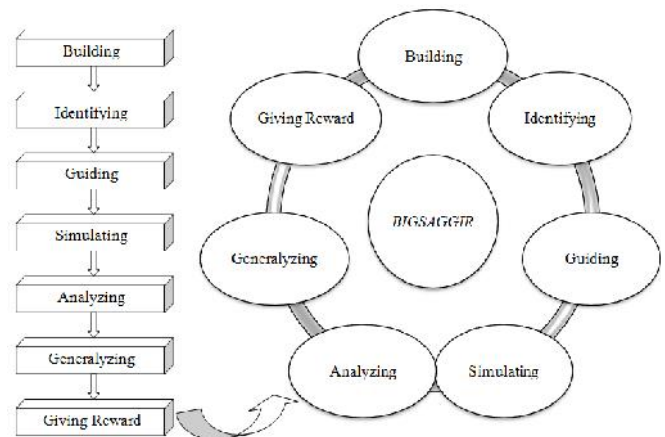 Building
Identifying
Guiding
Simulating
Analyzing
Generalyzing
Giving Reward
Building
Giving Reward
Identifying
BIGSAGGIR
Generalyzing
Guiding
Analyzing
Simulating